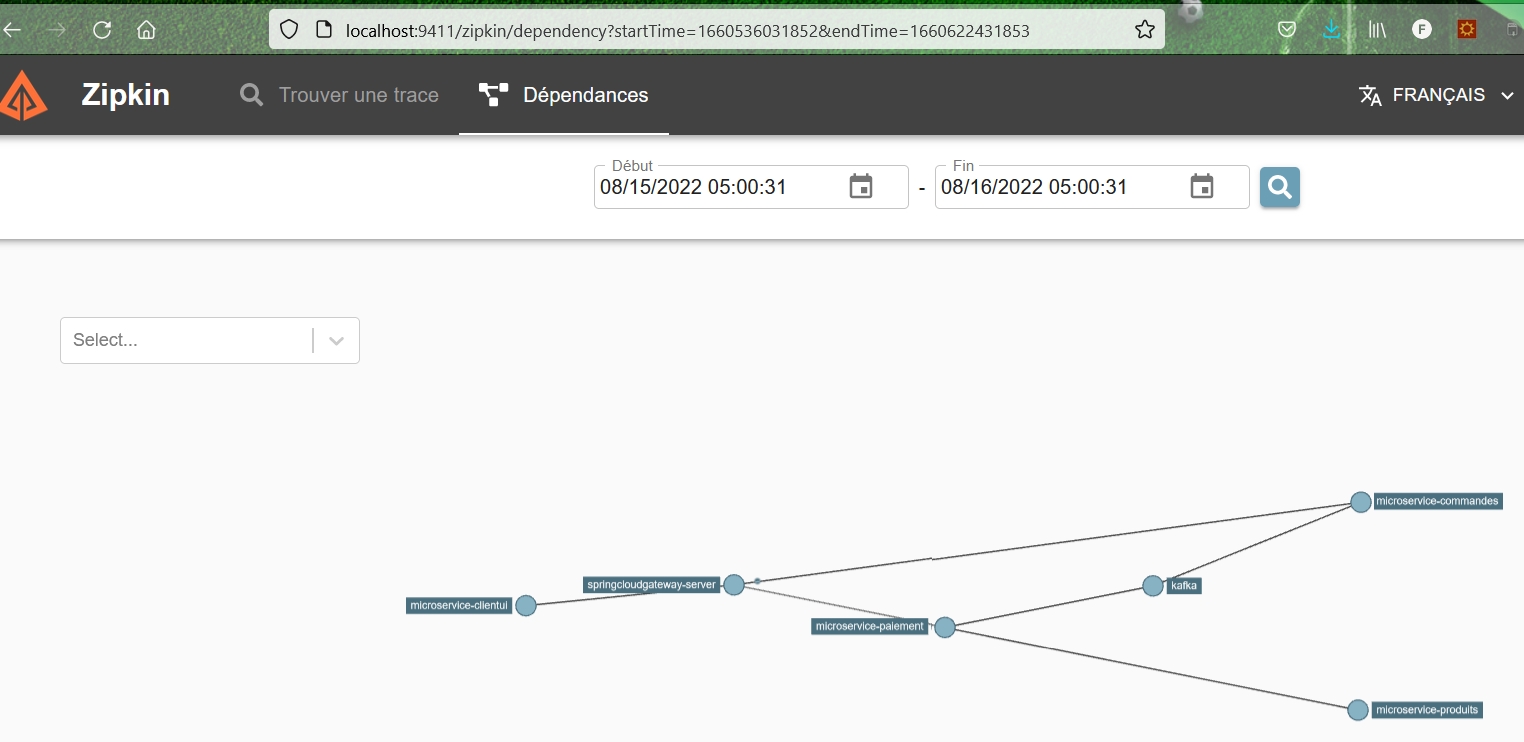 localhost:9411/zipkin/dependency?startTime=1660536031852&endTime=1660622431853
F
Zipkin
Trouver une trace
Dépendances
FRANÇAIS
Début
08/15/2022 05:00:31
-
Fin
08/16/2022 05:00:31
Select...
microservice-commandes
springcloudgateway-server
kafka
microservice-clientui
microservice-paiement
microservice-produits